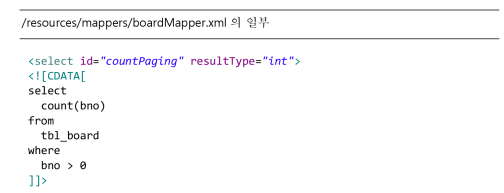 /resources/mappers/boardMapper.xml 의 일부
<select id="countPaging" resultType="int">
<![CDATA[
select
  count(bno)
from
  tbl_board
where
  bno > 0
]]>